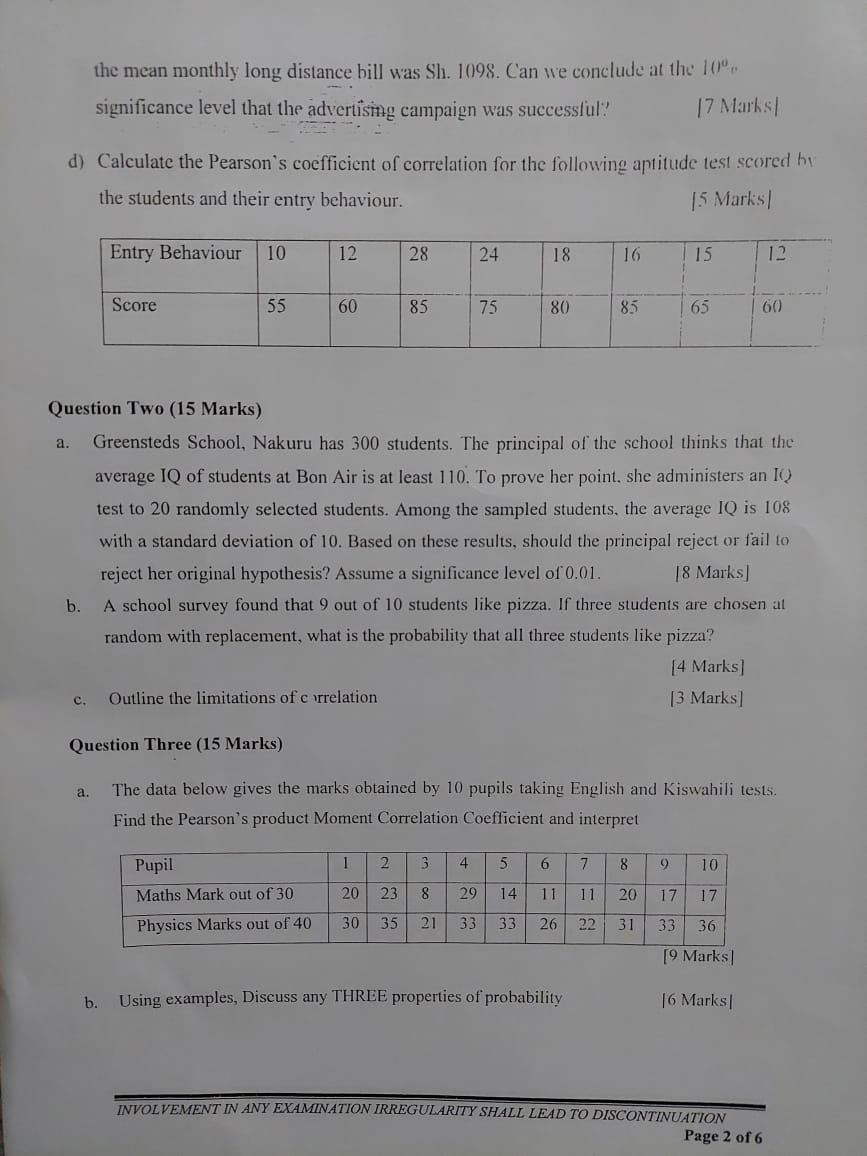 the mean monthly long distance bill was Sh. 1098. Can we conclude at the 10%
significance level that the advertising campaign was successful? [7 Marks]
d) Calculate the Pearson's coefficient of correlation for the following aptitude test scored by
the students and their entry behaviour. [5 Marks]
Entry Behaviour 10 12 28 24 18 16 15 12
Score 55 60 85 75 80 85 65 60
Question Two (15 Marks)
a. Greensteds School, Nakuru has 300 students. The principal of the school thinks that the
average IQ of students at Bon Air is at least 110. To prove her point, she administers an IQ
test to 20 randomly selected students. Among the sampled students, the average IQ is 108
with a standard deviation of 10. Based on these results, should the principal reject or fail to
reject her original hypothesis? Assume a significance level of 0.01. [8 Marks]
b. A school survey found that 9 out of 10 students like pizza. If three students are chosen at
random with replacement, what is the probability that all three students like pizza?
[4 Marks]
c. Outline the limitations of c rrelation [3 Marks]
Question Three (15 Marks)
a. The data below gives the marks obtained by 10 pupils taking English and Kiswahili tests.
Find the Pearson's product Moment Correlation Coefficient and interpret
Pupil 1 2 3 4 5 6 7 8 9 10
Maths Mark out of 30 20 23 8 29 14 11 11 20 17 17
Physics Marks out of 40 30 35 21 33 33 26 22 31 33 36
[9 Marks]
b. Using examples, Discuss any THREE properties of probability [6 Marks]
INVOLVEMENT IN ANY EXAMINATION IRREGULARITY SHALL LEAD TO DISCONTINUATION
Page 2 of 6